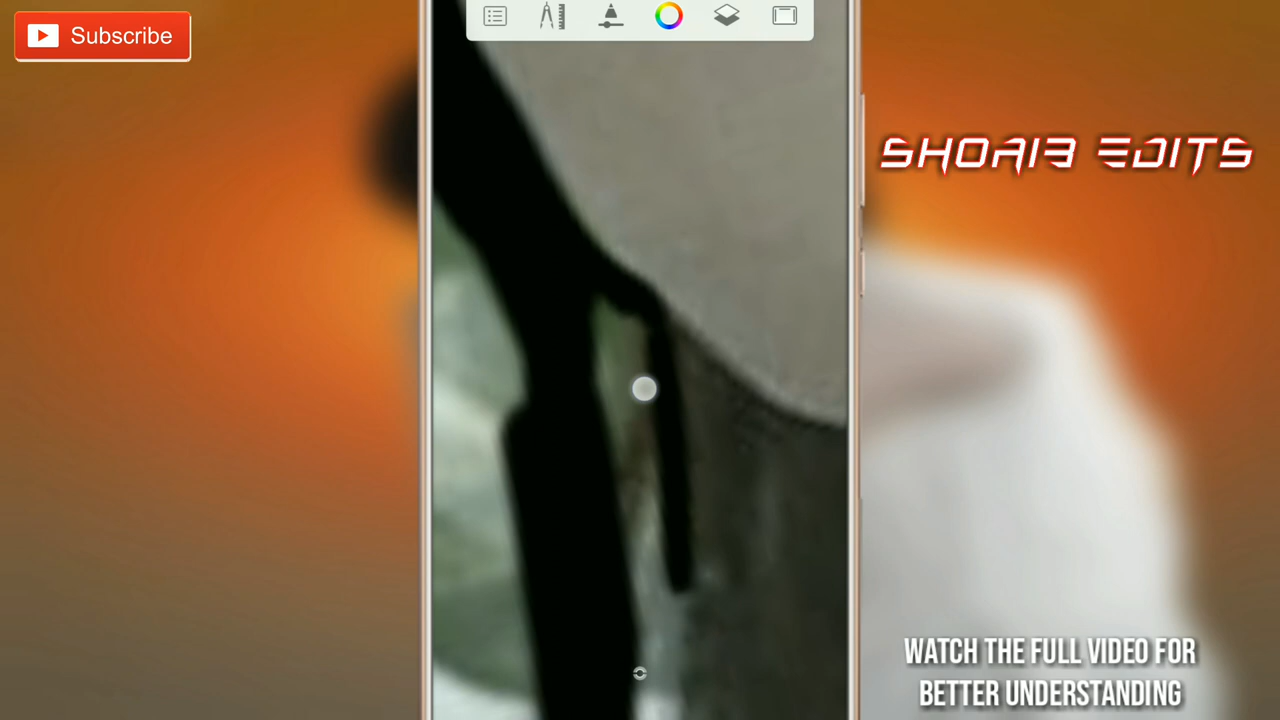 Subscribe
SHOAIB EDITS
WATCH THE FULL VIDEO FOR
BETTER UNDERSTANDING